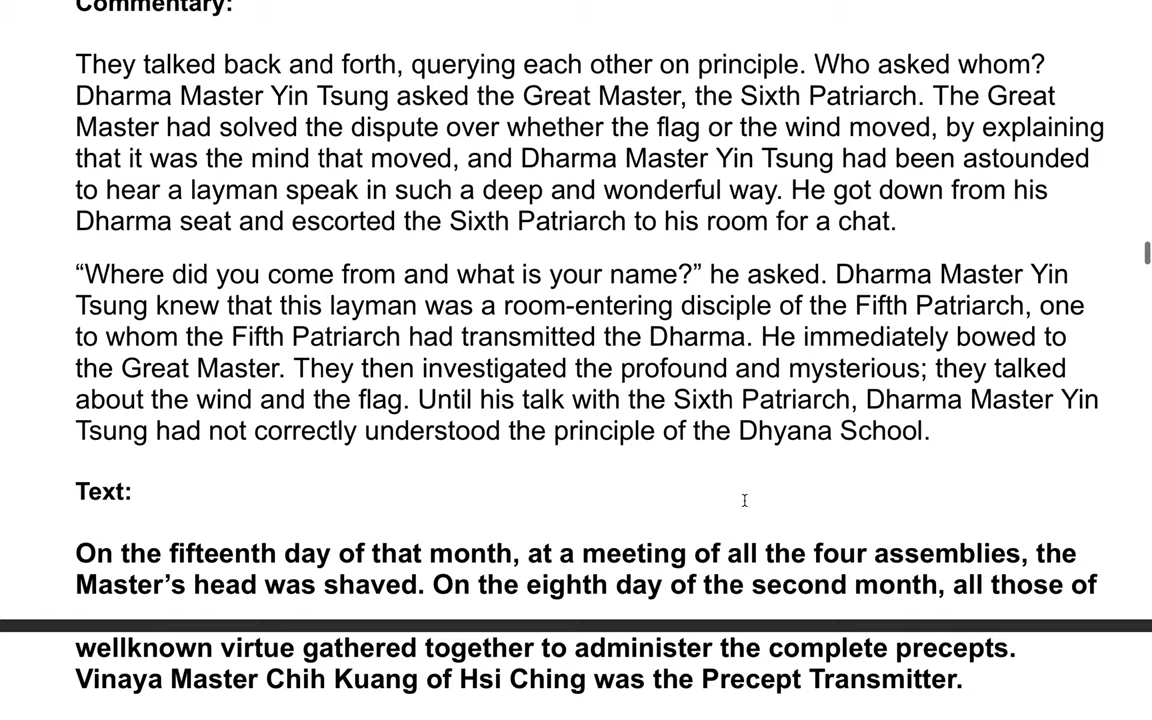 Commentary:
They talked back and forth, querying each other on principle. Who asked whom?
Dharma Master Yin Tsung asked the Great Master, the Sixth Patriarch. The Great
Master had solved the dispute over whether the flag or the wind moved, by explaining
that it was the mind that moved, and Dharma Master Yin Tsung had been astounded
to hear a layman speak in such a deep and wonderful way. He got down from his
Dharma seat and escorted the Sixth Patriarch to his room for a chat.
“Where did you come from and what is your name?” he asked. Dharma Master Yin
Tsung knew that this layman was a room-entering disciple of the Fifth Patriarch, one
to whom the Fifth Patriarch had transmitted the Dharma. He immediately bowed to
the Great Master. They then investigated the profound and mysterious; they talked
about the wind and the flag. Until his talk with the Sixth Patriarch, Dharma Master Yin
Tsung had not correctly understood the principle of the Dhyana School.
Text:
On the fifteenth day of that month, at a meeting of all the four assemblies, the
Master’s head was shaved. On the eighth day of the second month, all those of
wellknown virtue gathered together to administer the complete precepts.
Vinaya Master Chih Kuang of Hsi Ching was the Precept Transmitter.